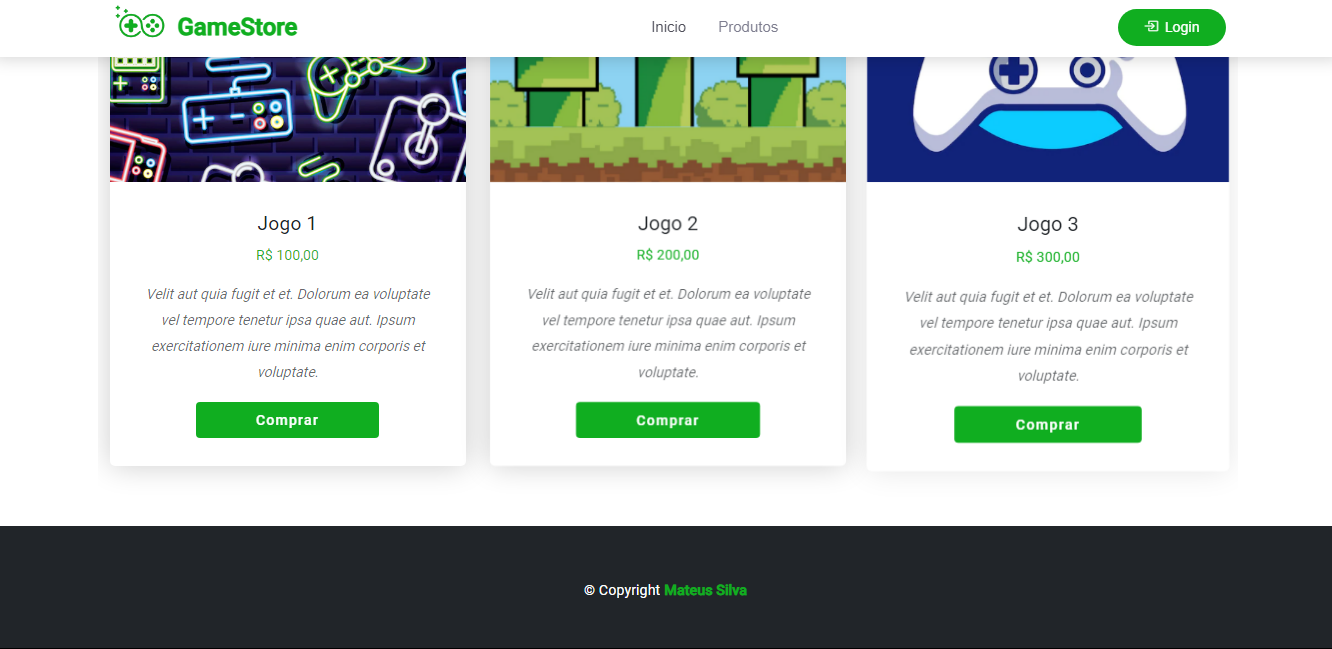 GameStore
Inicio
Produtos
Login
Jogo 1
R$ 100,00
Velit aut quia fugit et et. Dolorum ea voluptate
vel tempore tenetur ipsa quae aut. Ipsum
exercitationem iure minima enim corporis et
voluptate.
Comprar
Jogo 2
R$ 200,00
Velit aut quia fugit et et. Dolorum ea voluptate
vel tempore tenetur ipsa quae aut. Ipsum
exercitationem iure minima enim corporis et
voluptate.
Comprar
Jogo 3
R$ 300,00
Velit aut quia fugit et et. Dolorum ea voluptate
vel tempore tenetur ipsa quae aut. Ipsum
exercitationem iure minima enim corporis et
voluptate.
Comprar
© Copyright Mateus Silva